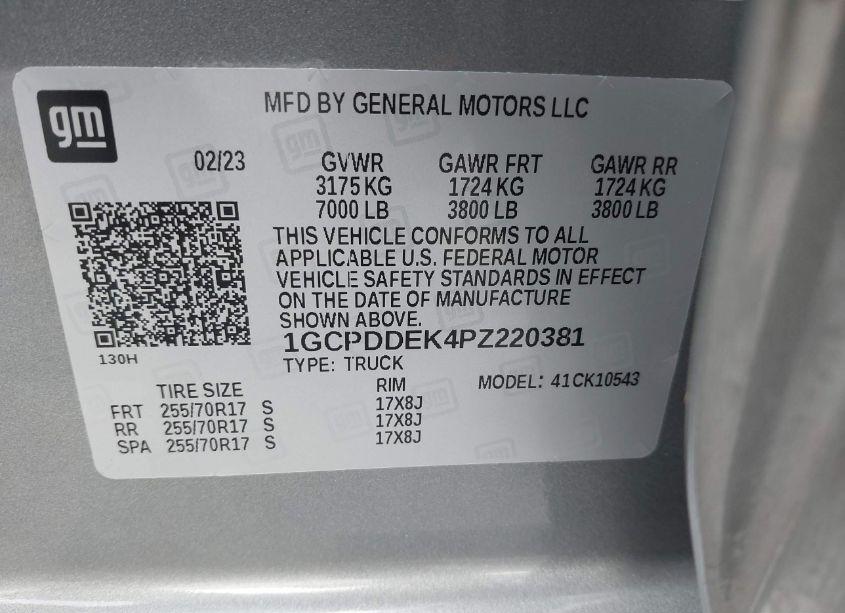 gm
MFD BY GENERAL MOTORS LLC
02/23 GVWR GAWR FRT GAWR RR
3175 KG 1724 KG 1724 KG
7000 LB 3800 LB 3800 LB
THIS VEHICLE CONFORMS TO ALL
APPLICABLE U.S. FEDERAL MOTOR
VEHICLE SAFETY STANDARDS IN EFFECT
ON THE DATE OF MANUFACTURE
SHOWN ABOVE.
1GCPDDEK4PZ220381
130H
TYPE: TRUCK
TIRE SIZE RIM MODEL: 41CK10543
FRT 255/70R17 S 17X8J
RR 255/70R17 S 17X8J
SPA 255/70R17 S 17X8J